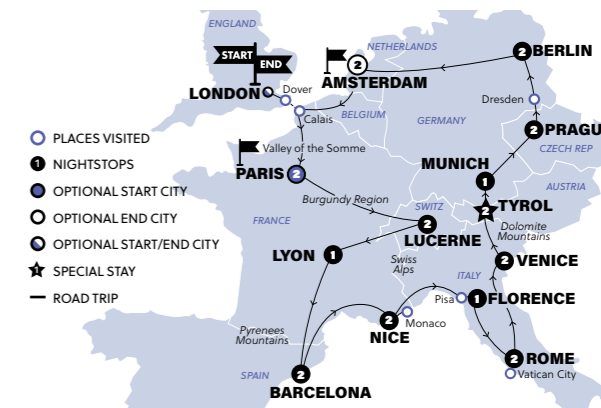 ENGLAND
START
END
LONDON
Dover
Calais
NETHERLANDS
2
AMSTERDAM
2
BERLIN
Dresden
BELGIUM
GERMANY
2
PRAGU
CZECH REP
PLACES VISITED
1 NIGHTSTOPS
OPTIONAL START CITY
OPTIONAL END CITY
OPTIONAL START/END CITY
1 SPECIAL STAY
ROAD TRIP
Valley of the Somme
PARIS
2
Burgundy Region
FRANCE
MUNICH
1
AUSTRIA
SWITZ
2
LUCERNE
2
TYROL
Dolomite
Mountains
LYON
1
Swiss
Alps
2
VENICE
ITALY
Pisa
1
FLORENCE
2
NICE
Monaco
Pyrenees
Mountains
2
ROME
Vatican City
SPAIN
2
BARCELONA